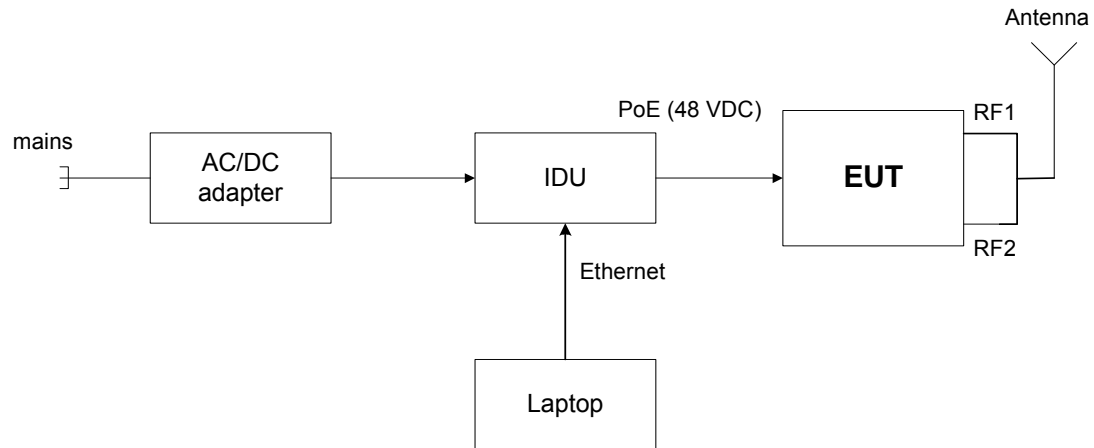 Antenna
PoE (48 VDC)
RF1
mains
AC/DC
adapter
IDU
EUT
RF2
Ethernet
Laptop